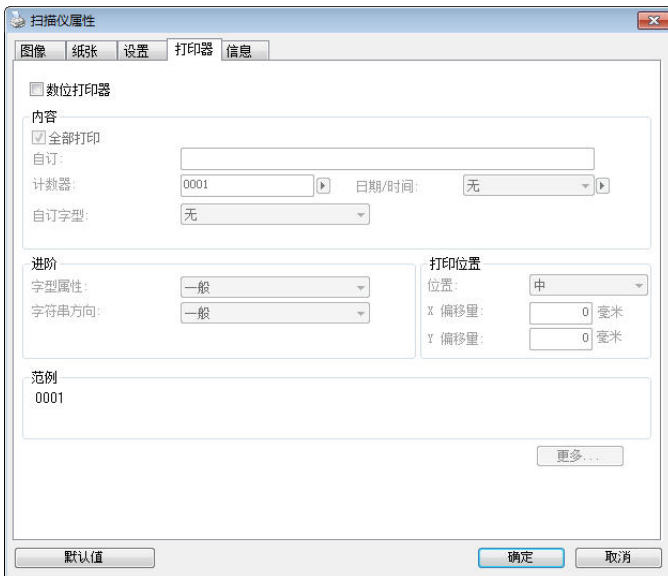 扫描仪属性
图像 纸张 设置 打印器 信息
数位打印器
内容
全部打印
自订:
计数器: 0001 日期/时间: 无
自订字型: 无
进阶 打印位置
字型属性: 一般 位置: 中
字符串方向: 一般 X 偏移量: 0 毫米
Y 偏移量: 0 毫米
范例
0001
更多...
默认值 确定 取消